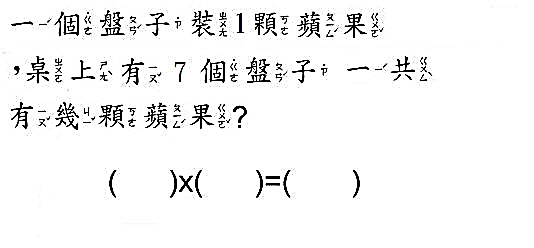 一個盤子裝1顆蘋果
，桌上有 7 個盤子 一共
有幾顆蘋果?
(    )x(    )=(    )